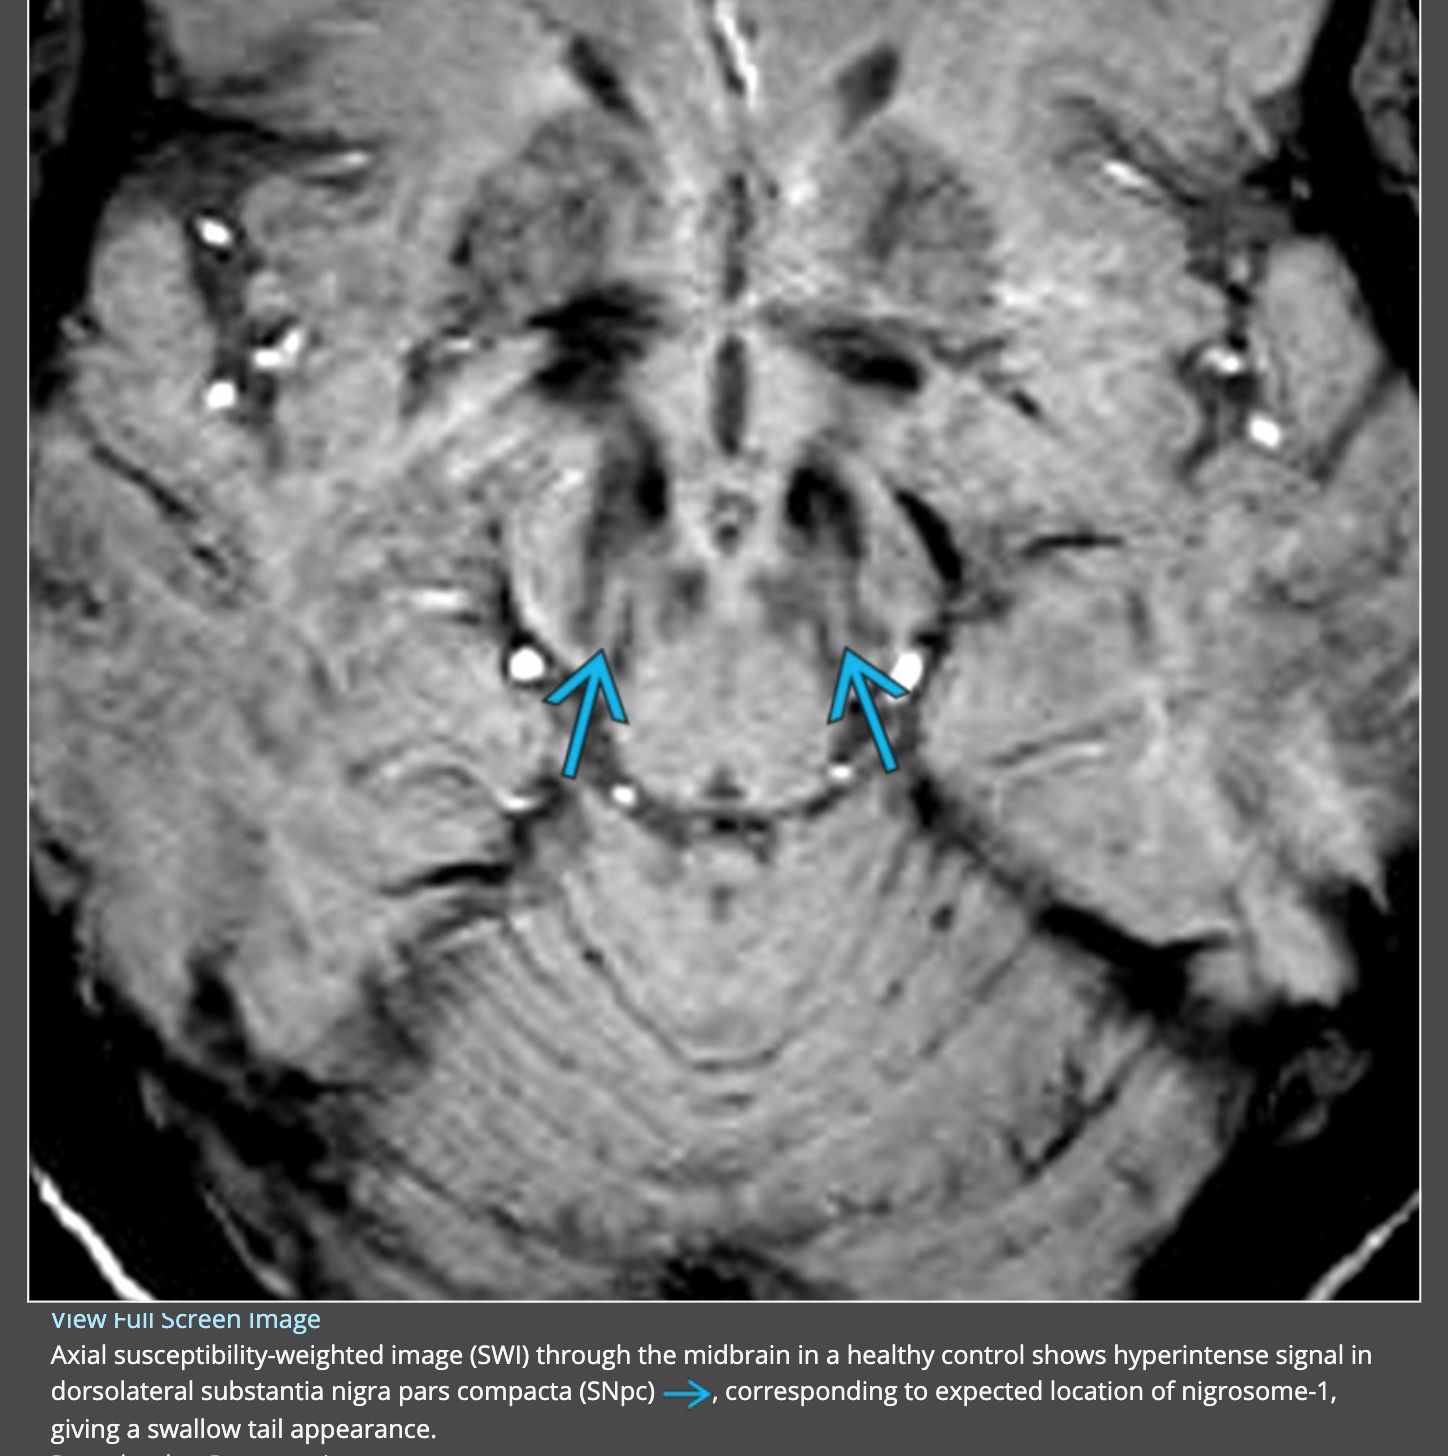 View Full Screen Image
Axial susceptibility-weighted image (SWI) through the midbrain in a healthy control shows hyperintense signal in
dorsolateral substantia nigra pars compacta (SNpc) , corresponding to expected location of nigrosome-1,
giving a swallow tail appearance.